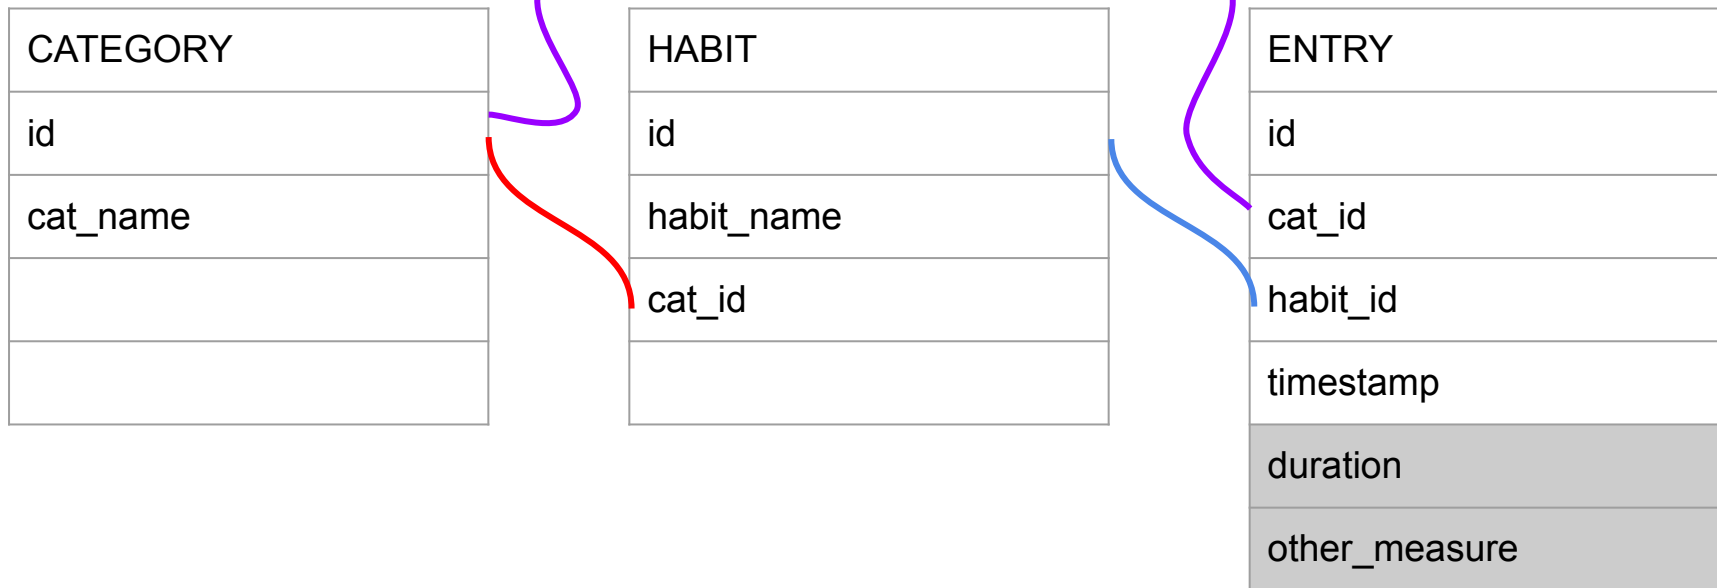 CATEGORY
id
cat_name
HABIT
id
habit_name
cat_id
ENTRY
id
cat_id
habit_id
timestamp
duration
other_measure